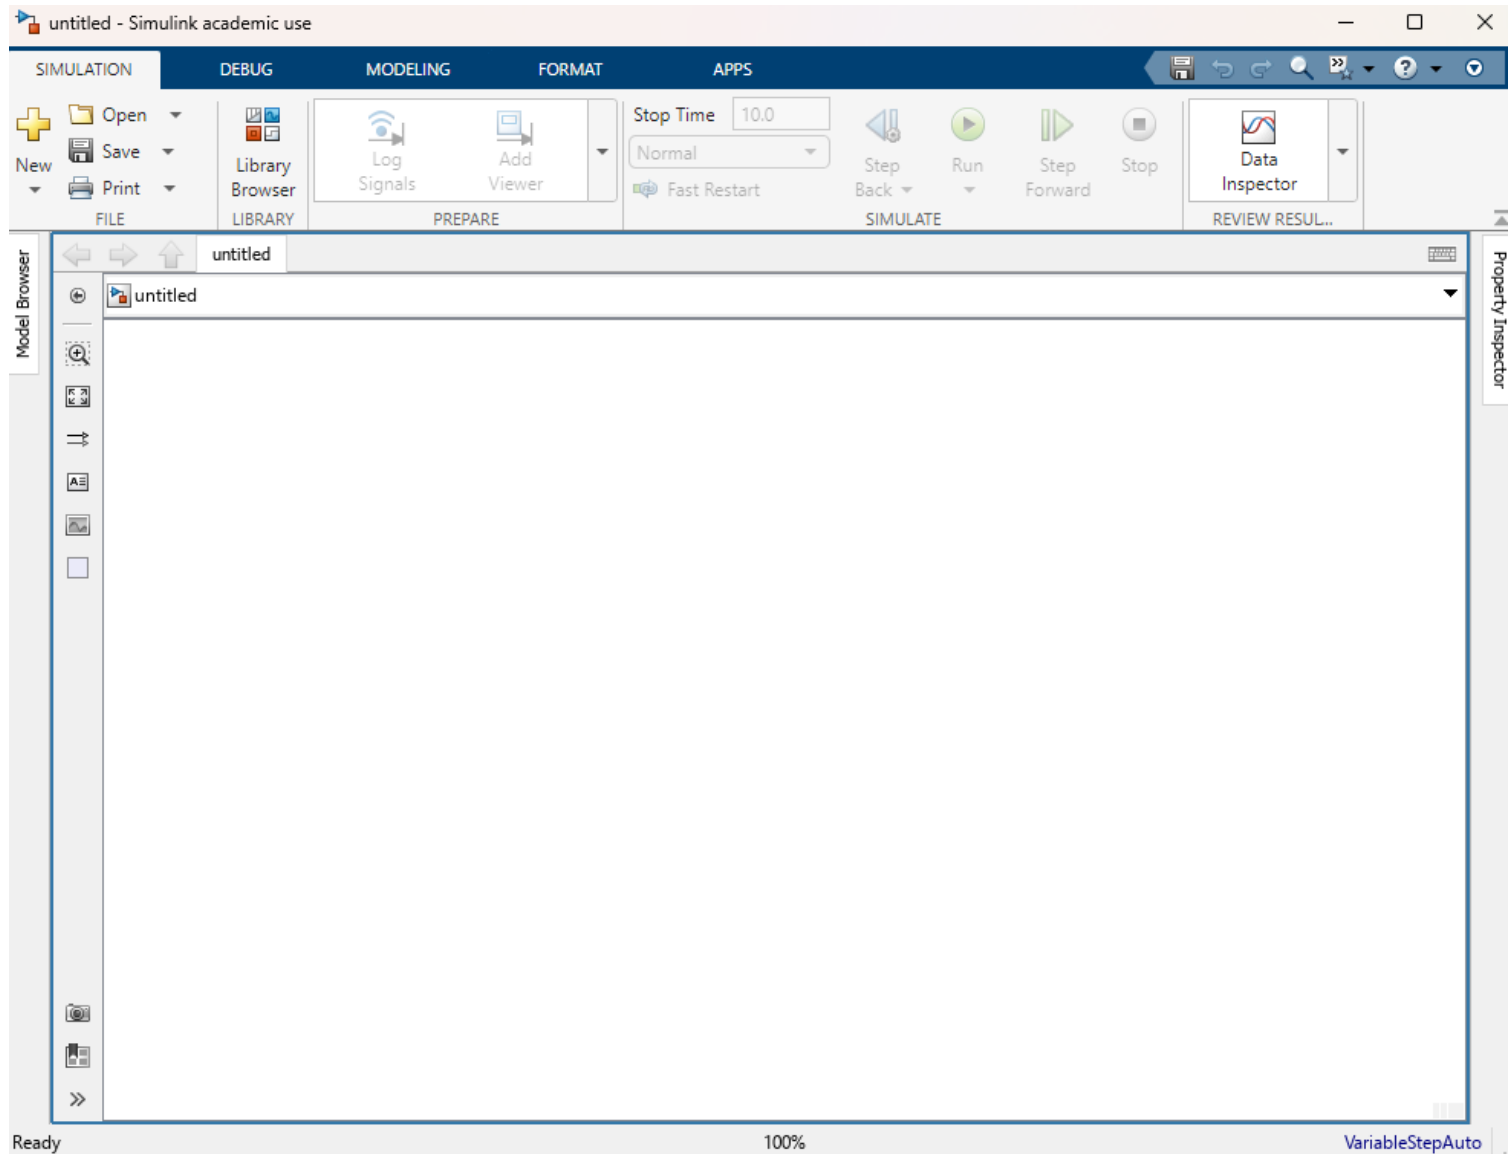 untitled - Simulink academic use
SIMULATION DEBUG MODELING FORMAT APPS
New
Open
Save
Print
FILE
Library
Browser
LIBRARY
Log
Signals
Add
Viewer
PREPARE
Stop Time 10.0
Normal
Fast Restart
Step
Back
Run
Step
Forward
Stop
SIMULATE
Data
Inspector
REVIEW RESUL...
Model Browser
untitled
untitled
Property Inspector
Ready 100% VariableStepAuto